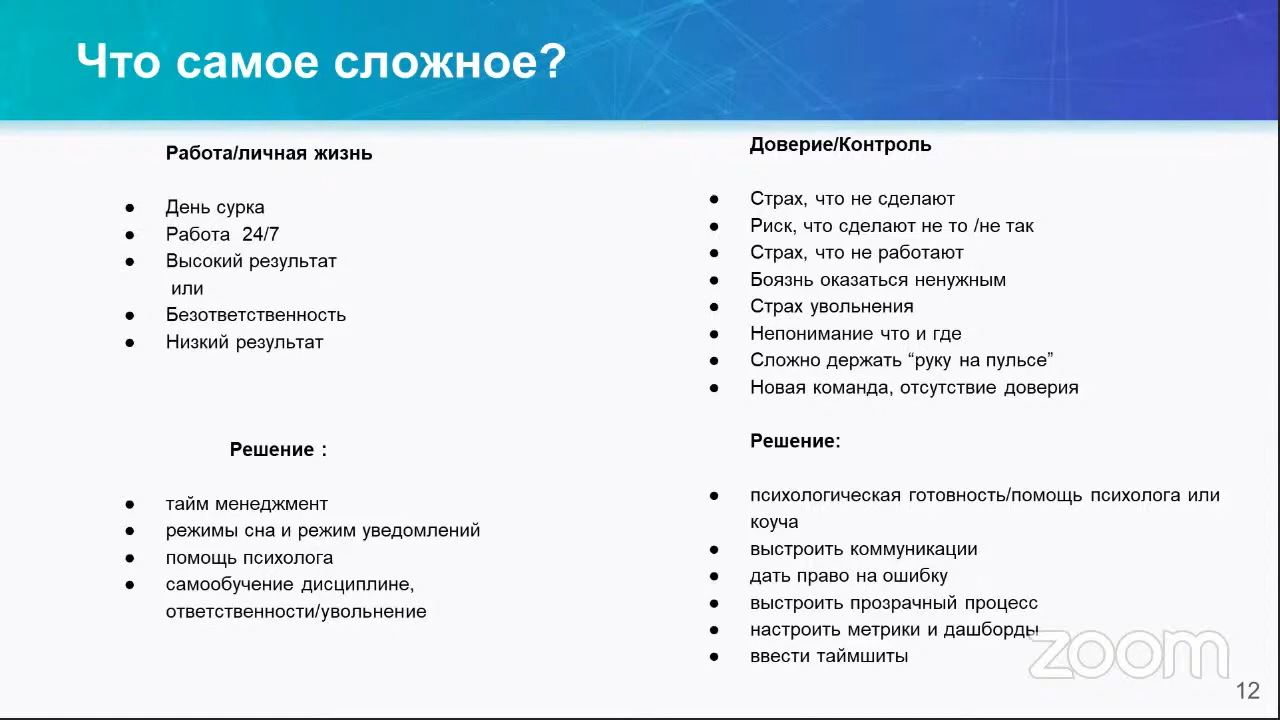 Что самое сложное?
Работа/личная жизнь
● День сурка
● Работа 24/7
● Высокий результат
или
● Безответственность
● Низкий результат
Решение :
● тайм менеджмент
● режимы сна и режим уведомлений
● помощь психолога
● самообучение дисциплине,
ответственности/увольнение
Доверие/Контроль
● Страх, что не сделают
● Риск, что сделают не то /не так
● Страх, что не работают
● Боязнь оказаться ненужным
● Страх увольнения
● Непонимание что и где
● Сложно держать “руку на пульсе”
● Новая команда, отсутствие доверия
Решение:
● психологическая готовность/помощь психолога или
коуча
● выстроить коммуникации
● дать право на ошибку
● выстроить прозрачный процесс
● настроить метрики и дашборды
● ввести таймшиты
zoom
12